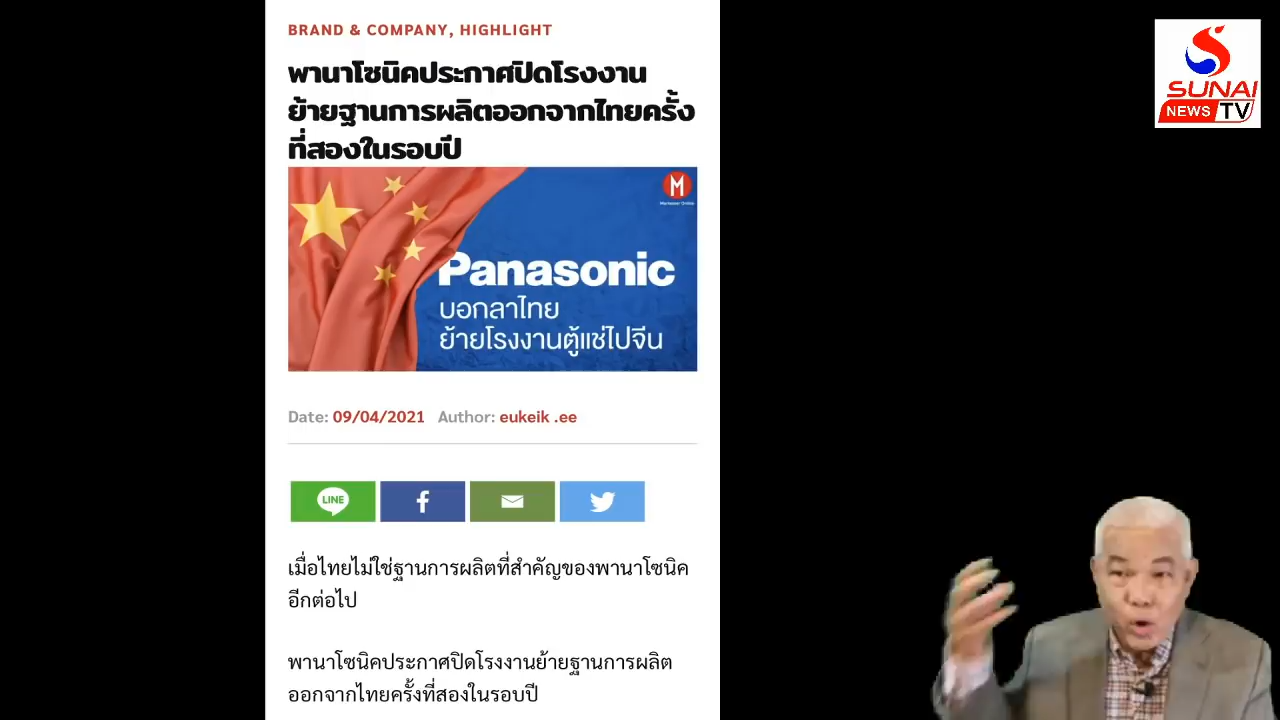 BRAND & COMPANY, HIGHLIGHT
พานาโซนิคประกาศปิดโรงงาน
ย้ายฐานการผลิตออกจากไทยครั้ง
ที่สองในรอบปี
M
Marketeer Online
Panasonic
บอกลาไทย
ย้ายโรงงานตู้แช่ไปจีน
Date: 09/04/2021 Author: eukeik .ee
LINE
เมื่อไทยไม่ใช่ฐานการผลิตที่สำคัญของพานาโซนิค
อีกต่อไป
พานาโซนิคประกาศปิดโรงงานย้ายฐานการผลิต
ออกจากไทยครั้งที่สองในรอบปี
SUNAI
NEWS TV